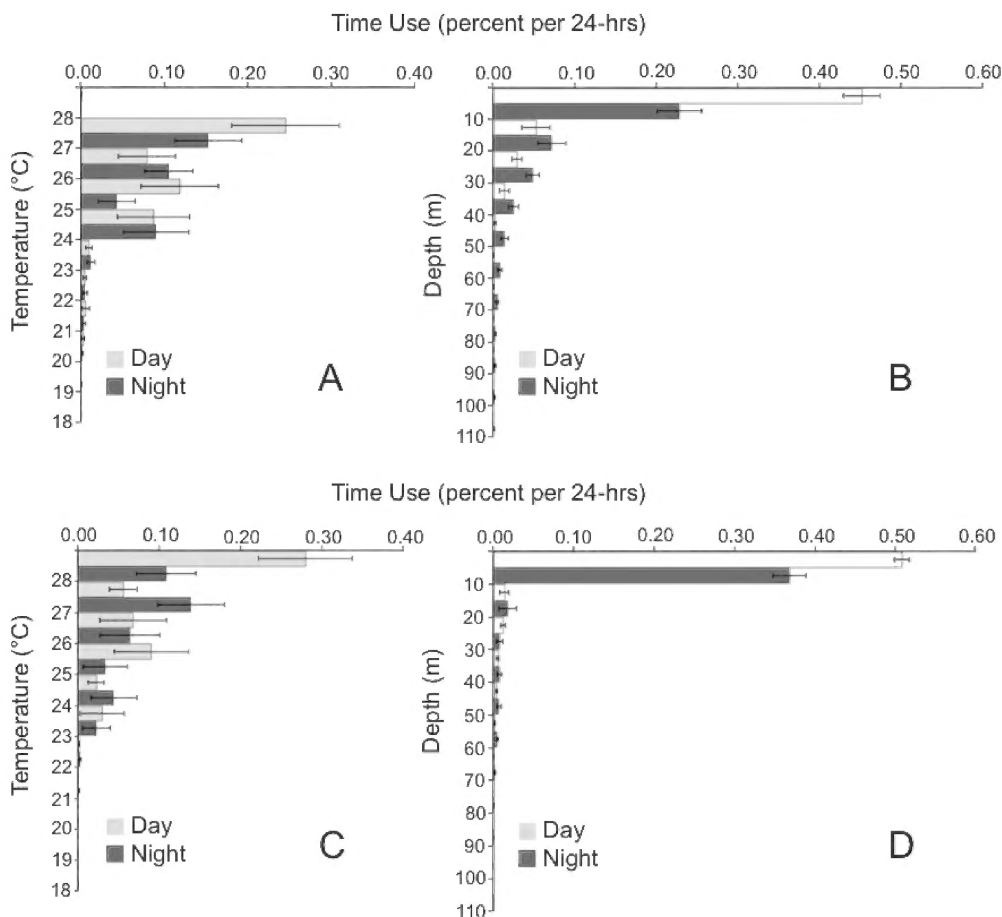 Time Use (percent per 24-hrs)
0.00 0.10 0.20 0.30 0.40
Temperature (°C)
28
27
26
25
24
23
22
21
20
19
18
Day
Night
A
0.00 0.10 0.20 0.30 0.40 0.50 0.60
Depth (m)
10
20
30
40
50
60
70
80
90
100
110
Day
Night
B
Time Use (percent per 24-hrs)
0.00 0.10 0.20 0.30 0.40
Temperature (°C)
28
27
26
25
24
23
22
21
20
19
18
Day
Night
C
0.00 0.10 0.20 0.30 0.40 0.50 0.60
Depth (m)
10
20
30
40
50
60
70
80
90
100
110
Day
Night
D